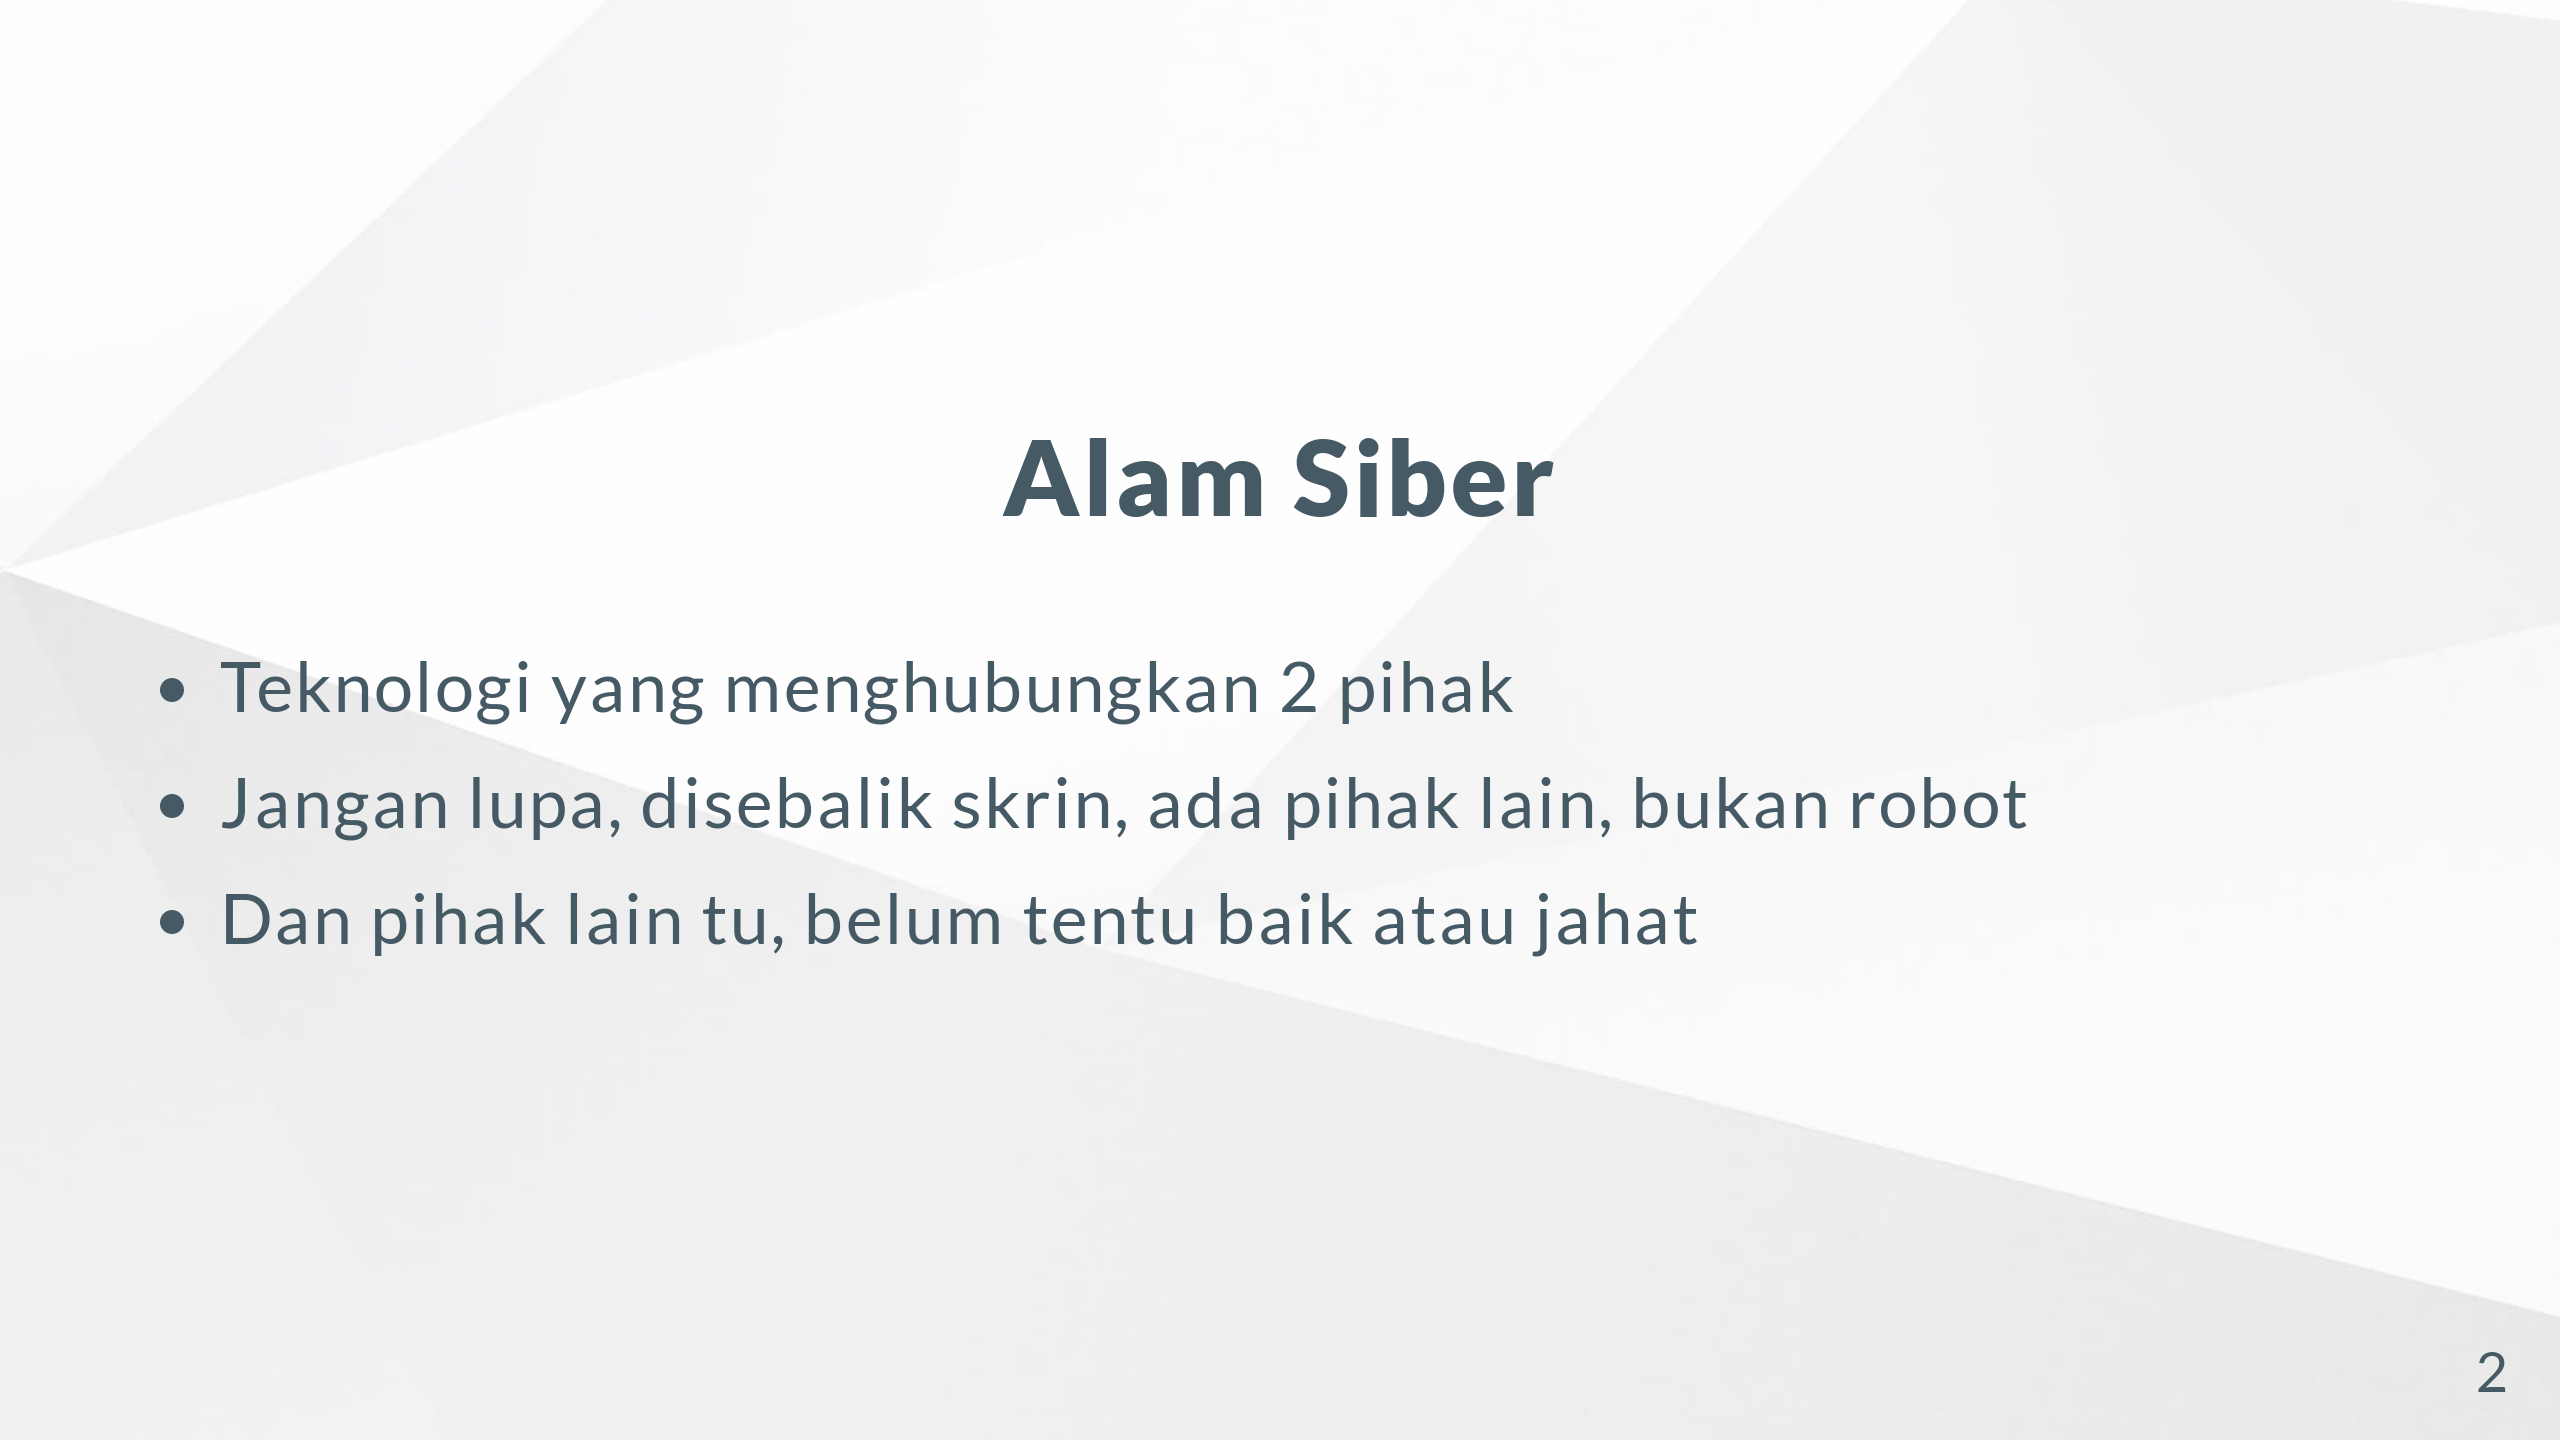 Alam Siber
• Teknologi yang menghubungkan 2 pihak
• Jangan lupa, disebalik skrin, ada pihak lain, bukan robot
• Dan pihak lain tu, belum tentu baik atau jahat
2